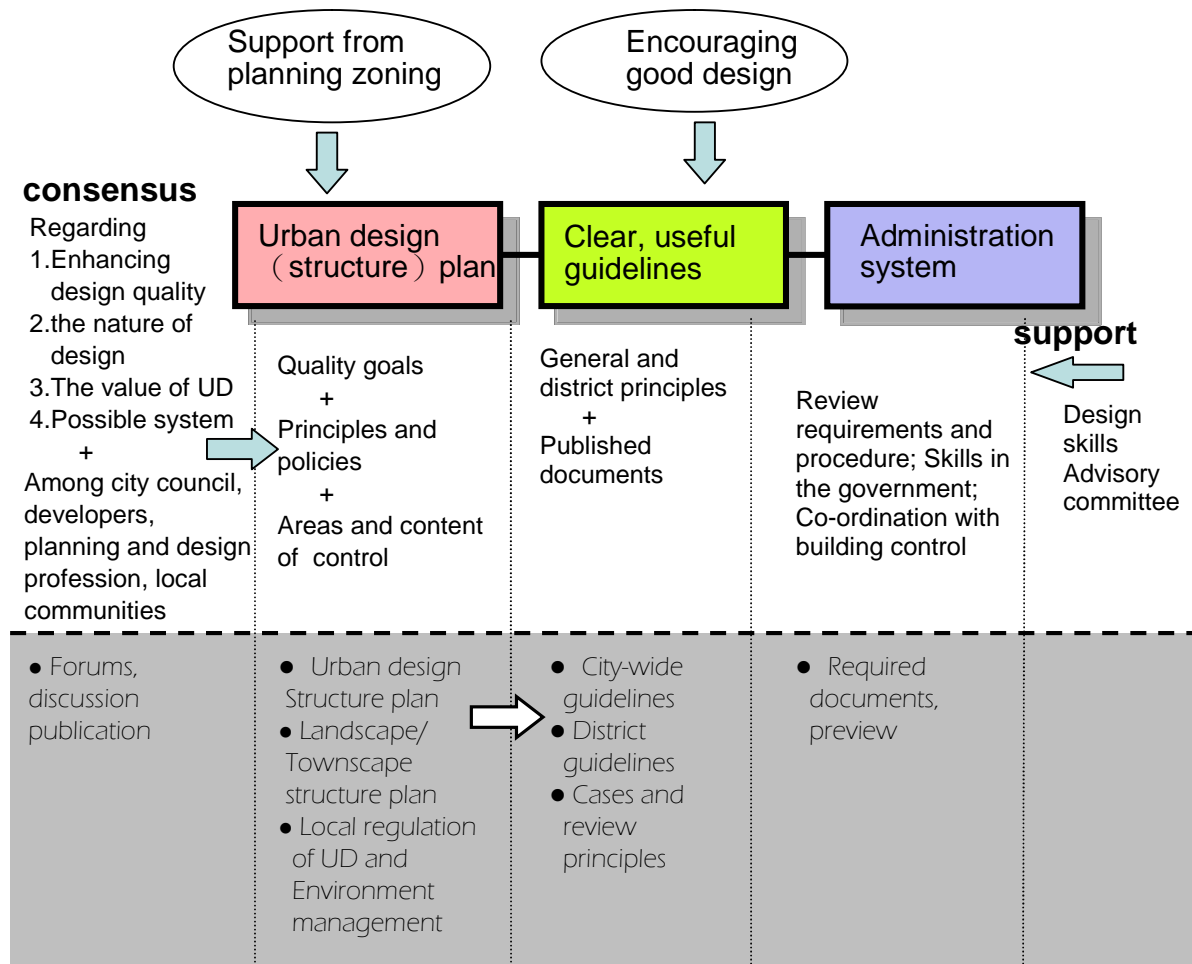 Support from
planning zoning
Encouraging
good design
consensus
Regarding
1.Enhancing
design quality
2.the nature of
design
3.The value of UD
4.Possible system
+
Among city council,
developers,
planning and design
profession, local
communities
Urban design
（structure）plan
Quality goals
+
Principles and
policies
+
Areas and content
of control
Clear, useful
guidelines
General and
district principles
+
Published
documents
Administration
system
Review
requirements and
procedure; Skills in
the government;
Co-ordination with
building control
support
Design
skills
Advisory
committee
● Forums,
discussion
publication
● Urban design
Structure plan
● Landscape/
Townscape
structure plan
● Local regulation
of UD and
Environment
management
● City-wide
guidelines
● District
guidelines
● Cases and
review
principles
● Required
documents,
preview